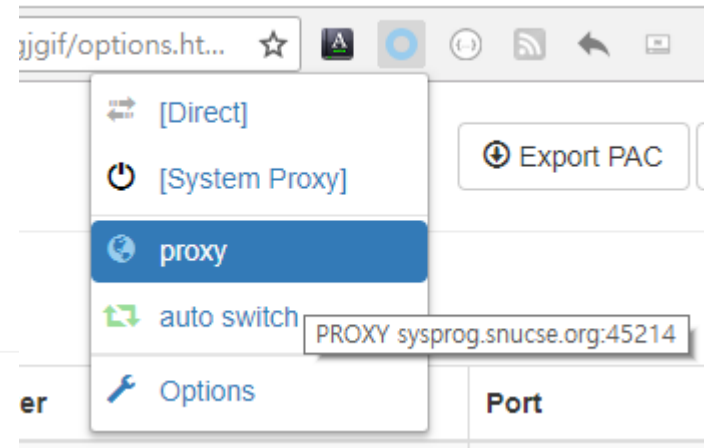 gjgif/options.ht...
[Direct]
[System Proxy]
Export PAC
proxy
auto switch
PROXY sysprog.snucse.org:45214
Options
er
Port